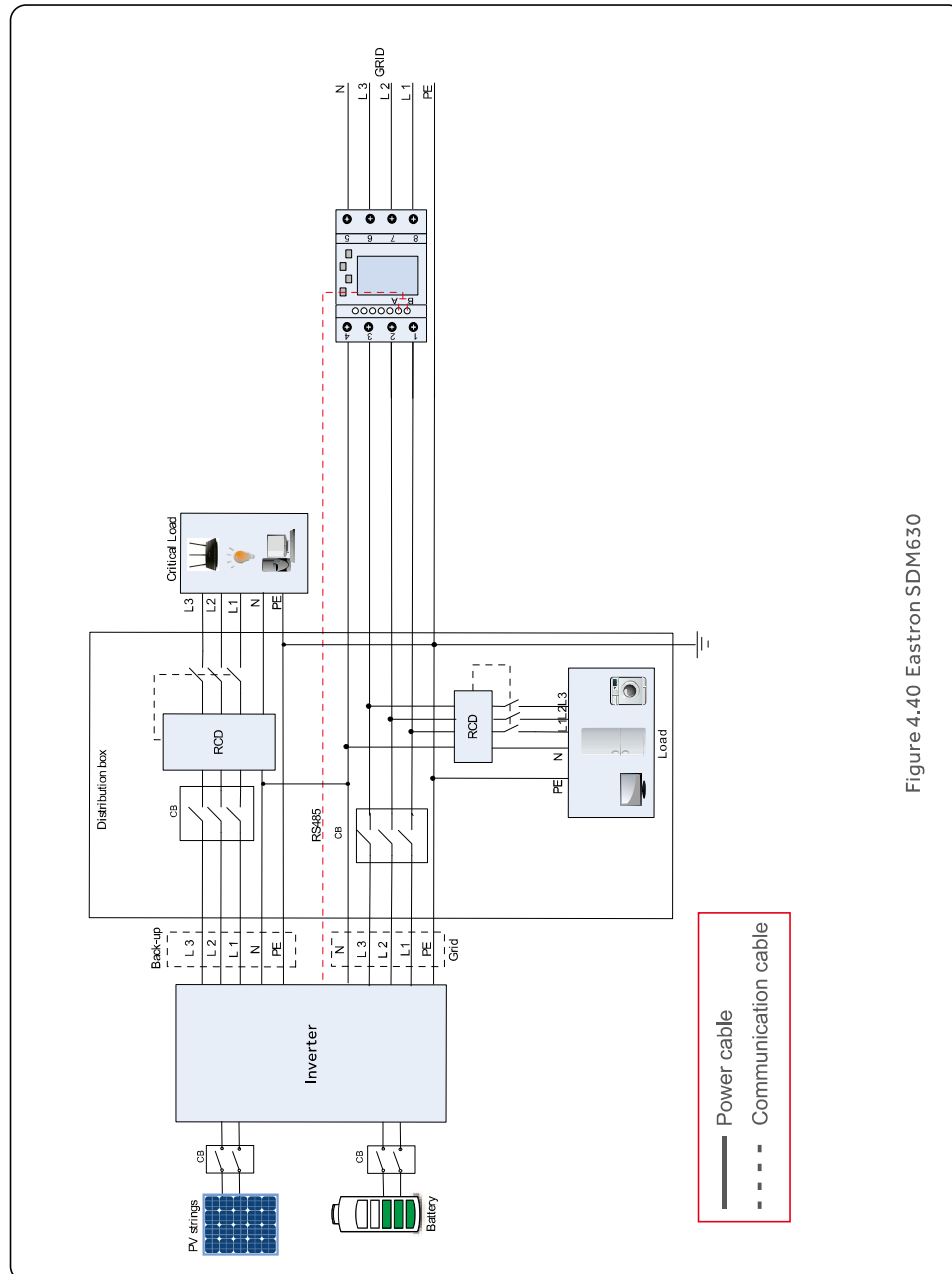 N
L 3
GRID
L 2
L 1
PE
5
6
7
8
A
B
4
3
2
1
Critical Load
L3
L2
L1
N
PE
Distribution box
RCD
CB
RS485
CB
RCD
L1L2L3
N
PE
Load
Back-up
L 3
L 2
L 1
N
PE
N
L 3
L 2
L1
PE
Grid
Inverter
CB
CB
PV strings
Battery
Power cable
Communication cable
Figure 4.40 Eastron SDM630